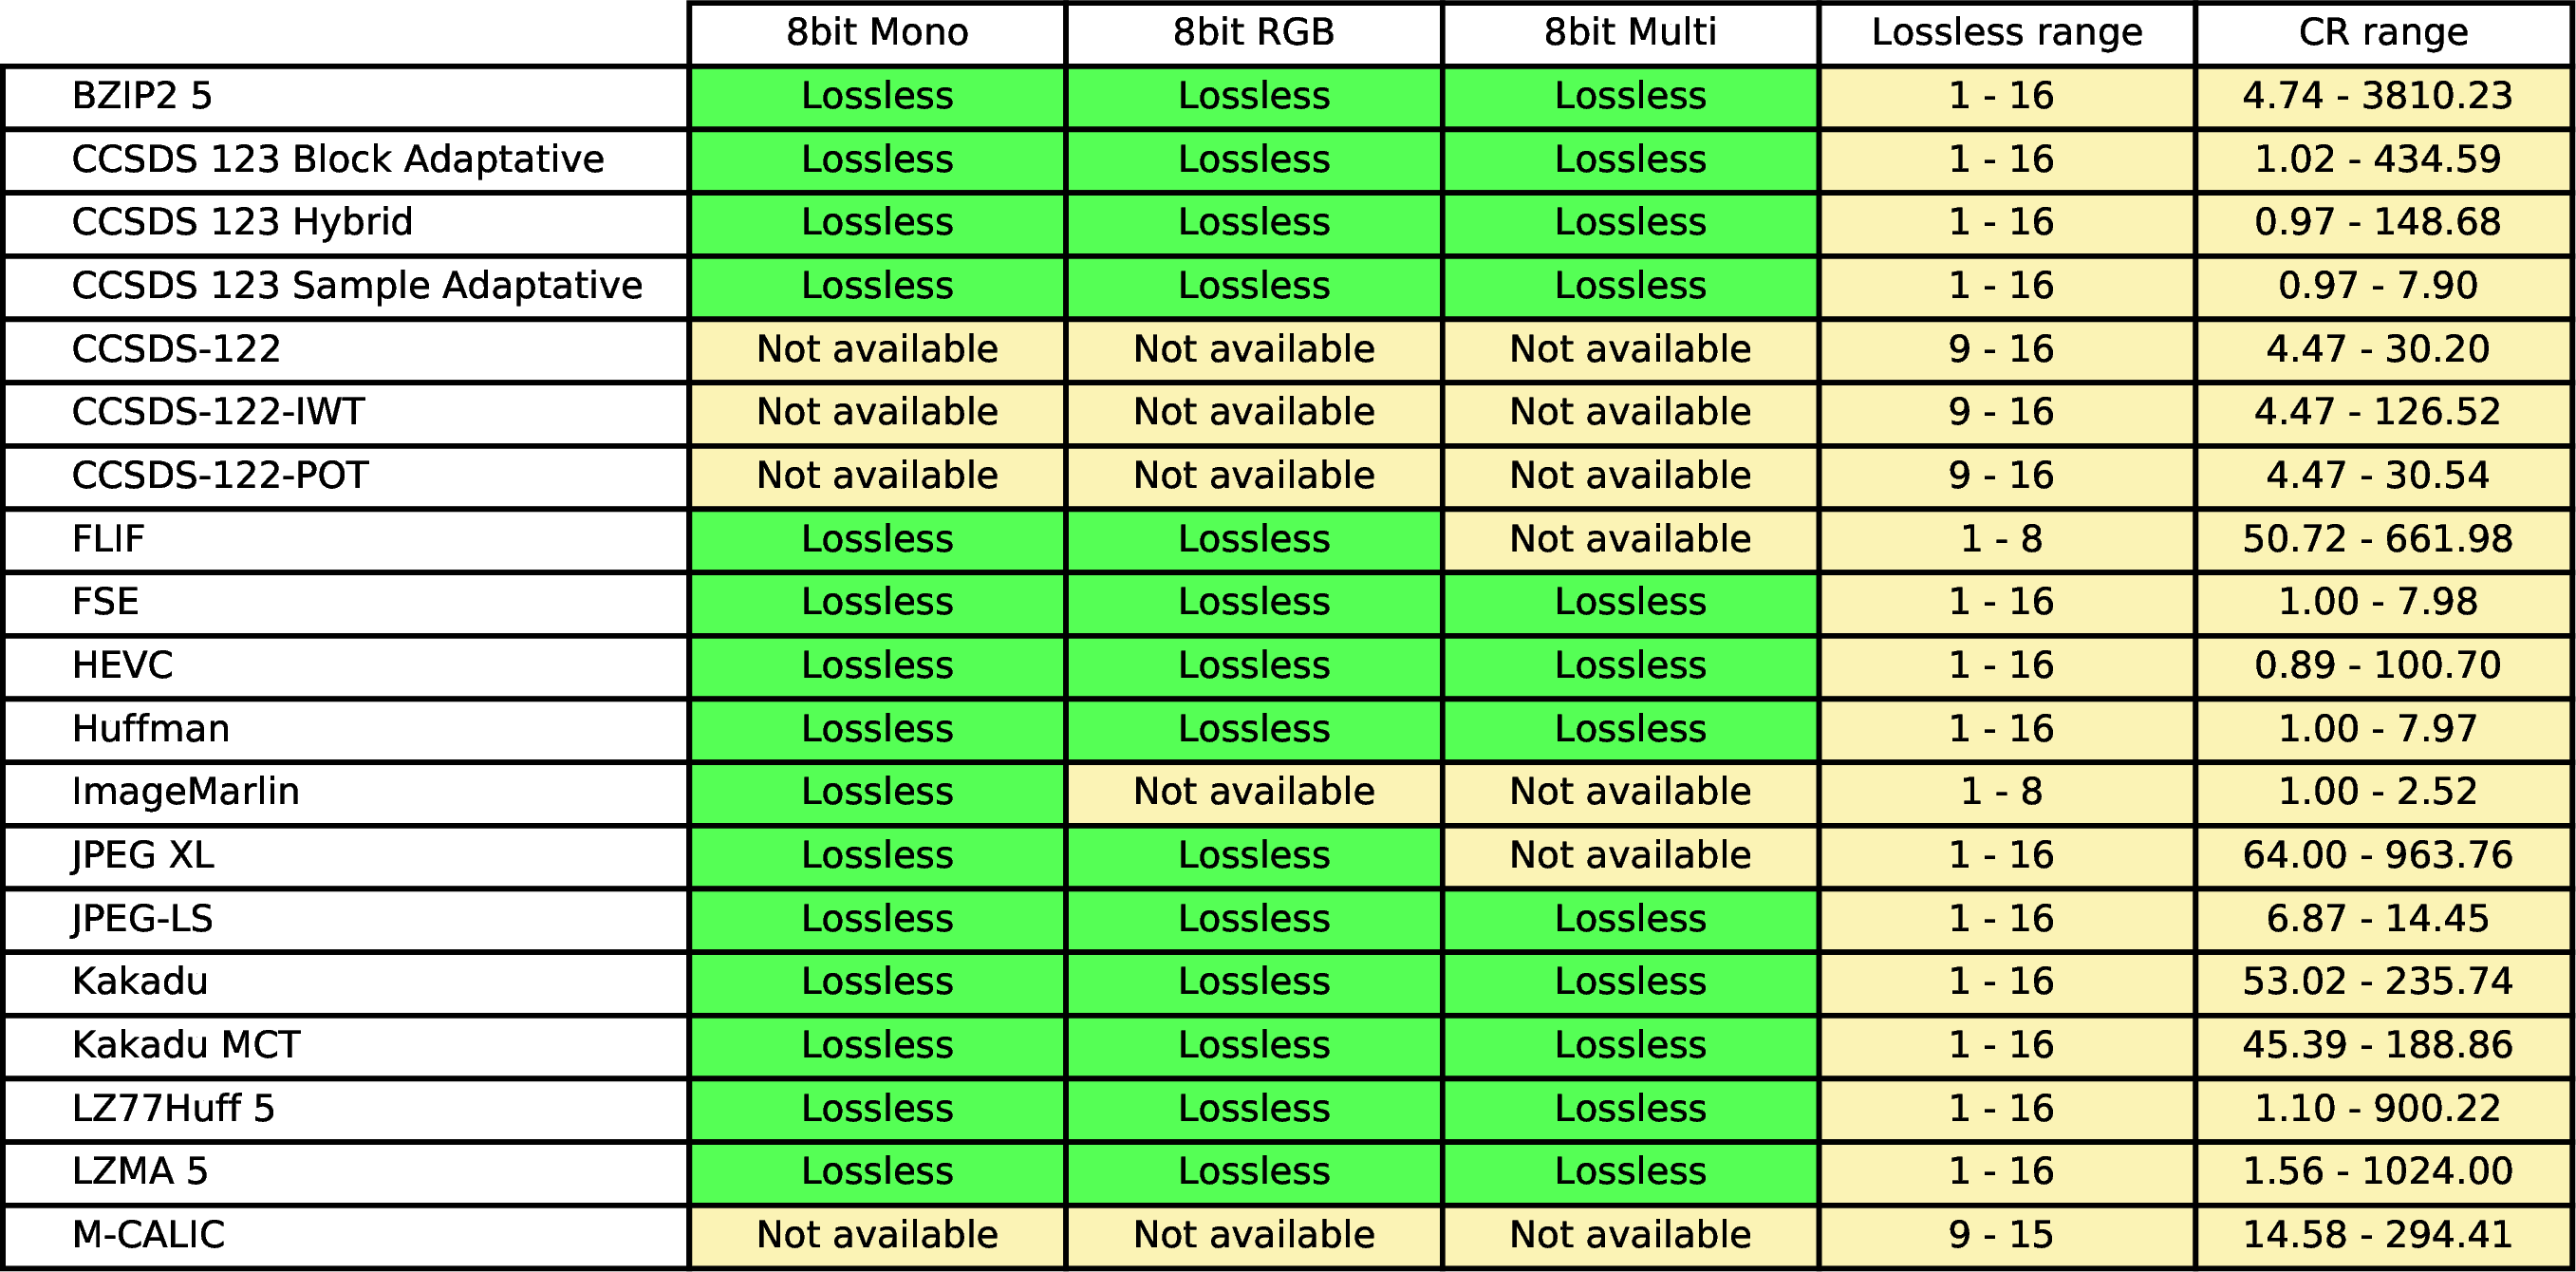 8bit Mono 8bit RGB 8bit Multi Lossless range CR range
BZIP2 5 Lossless Lossless Lossless 1 - 16 4.74 - 3810.23
CCSDS 123 Block Adaptative Lossless Lossless Lossless 1 - 16 1.02 - 434.59
CCSDS 123 Hybrid Lossless Lossless Lossless 1 - 16 0.97 - 148.68
CCSDS 123 Sample Adaptative Lossless Lossless Lossless 1 - 16 0.97 - 7.90
CCSDS-122 Not available Not available Not available 9 - 16 4.47 - 30.20
CCSDS-122-IWT Not available Not available Not available 9 - 16 4.47 - 126.52
CCSDS-122-POT Not available Not available Not available 9 - 16 4.47 - 30.54
FLIF Lossless Lossless Not available 1 - 8 50.72 - 661.98
FSE Lossless Lossless Lossless 1 - 16 1.00 - 7.98
HEVC Lossless Lossless Lossless 1 - 16 0.89 - 100.70
Huffman Lossless Lossless Lossless 1 - 16 1.00 - 7.97
ImageMarlin Lossless Not available Not available 1 - 8 1.00 - 2.52
JPEG XL Lossless Lossless Not available 1 - 16 64.00 - 963.76
JPEG-LS Lossless Lossless Lossless 1 - 16 6.87 - 14.45
Kakadu Lossless Lossless Lossless 1 - 16 53.02 - 235.74
Kakadu MCT Lossless Lossless Lossless 1 - 16 45.39 - 188.86
LZ77Huff 5 Lossless Lossless Lossless 1 - 16 1.10 - 900.22
LZMA 5 Lossless Lossless Lossless 1 - 16 1.56 - 1024.00
M-CALIC Not available Not available Not available 9 - 15 14.58 - 294.41